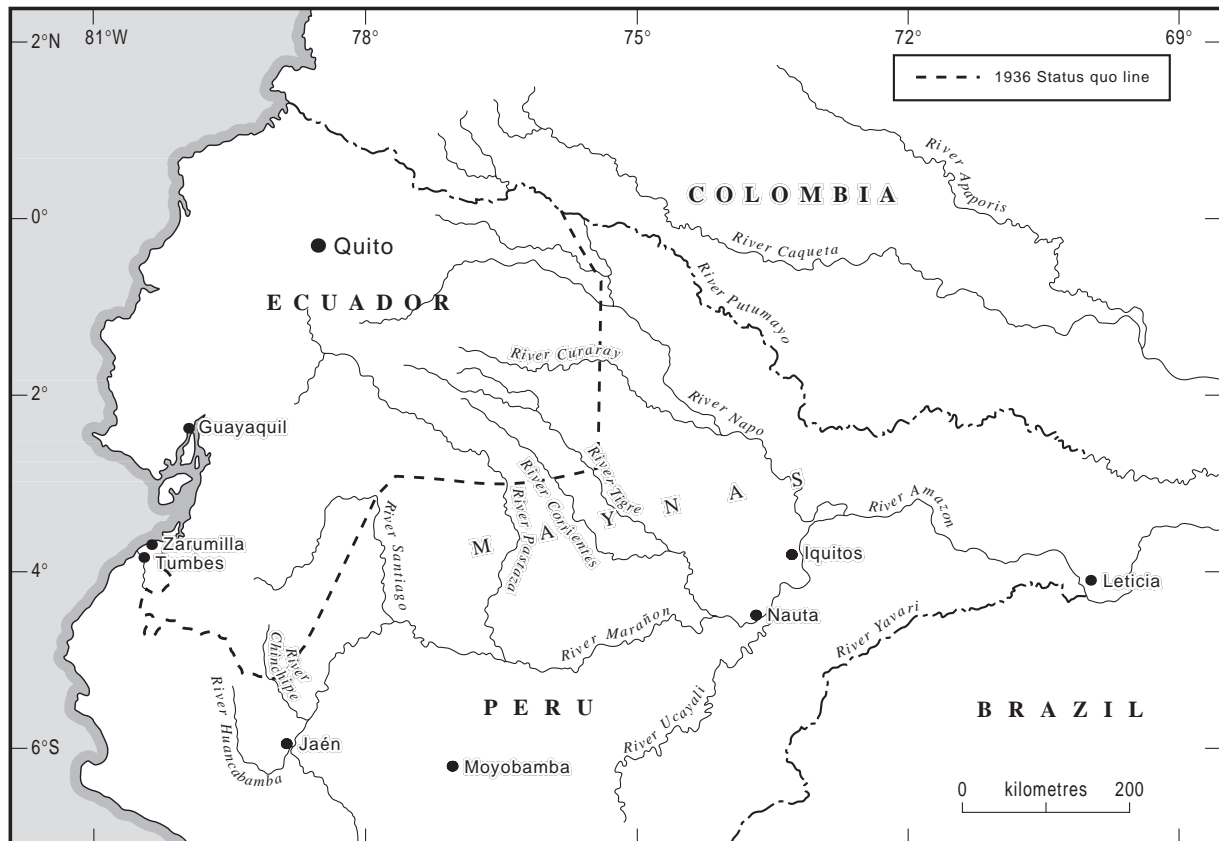 81°W
78°
75°
72°
69°
2°N
1936 Status quo line
River Apaporis
COLOMBIA
0°
Quito
River Caqueta
River Putumayo
ECUADOR
River Curaray
2°
River Napo
Guayaquil
River Tigre
River Corrientes
River Pastaza
MAYNAS
River Santiago
River Amazon
Zarumilla
Tumbes
Iquitos
4°
Leticia
Nauta
River Marañon
River Yavari
River
Chinchipe
River Huancabamba
PERU
River Ucayali
BRAZIL
Jaén
6°S
Moyobamba
0 kilometres 200